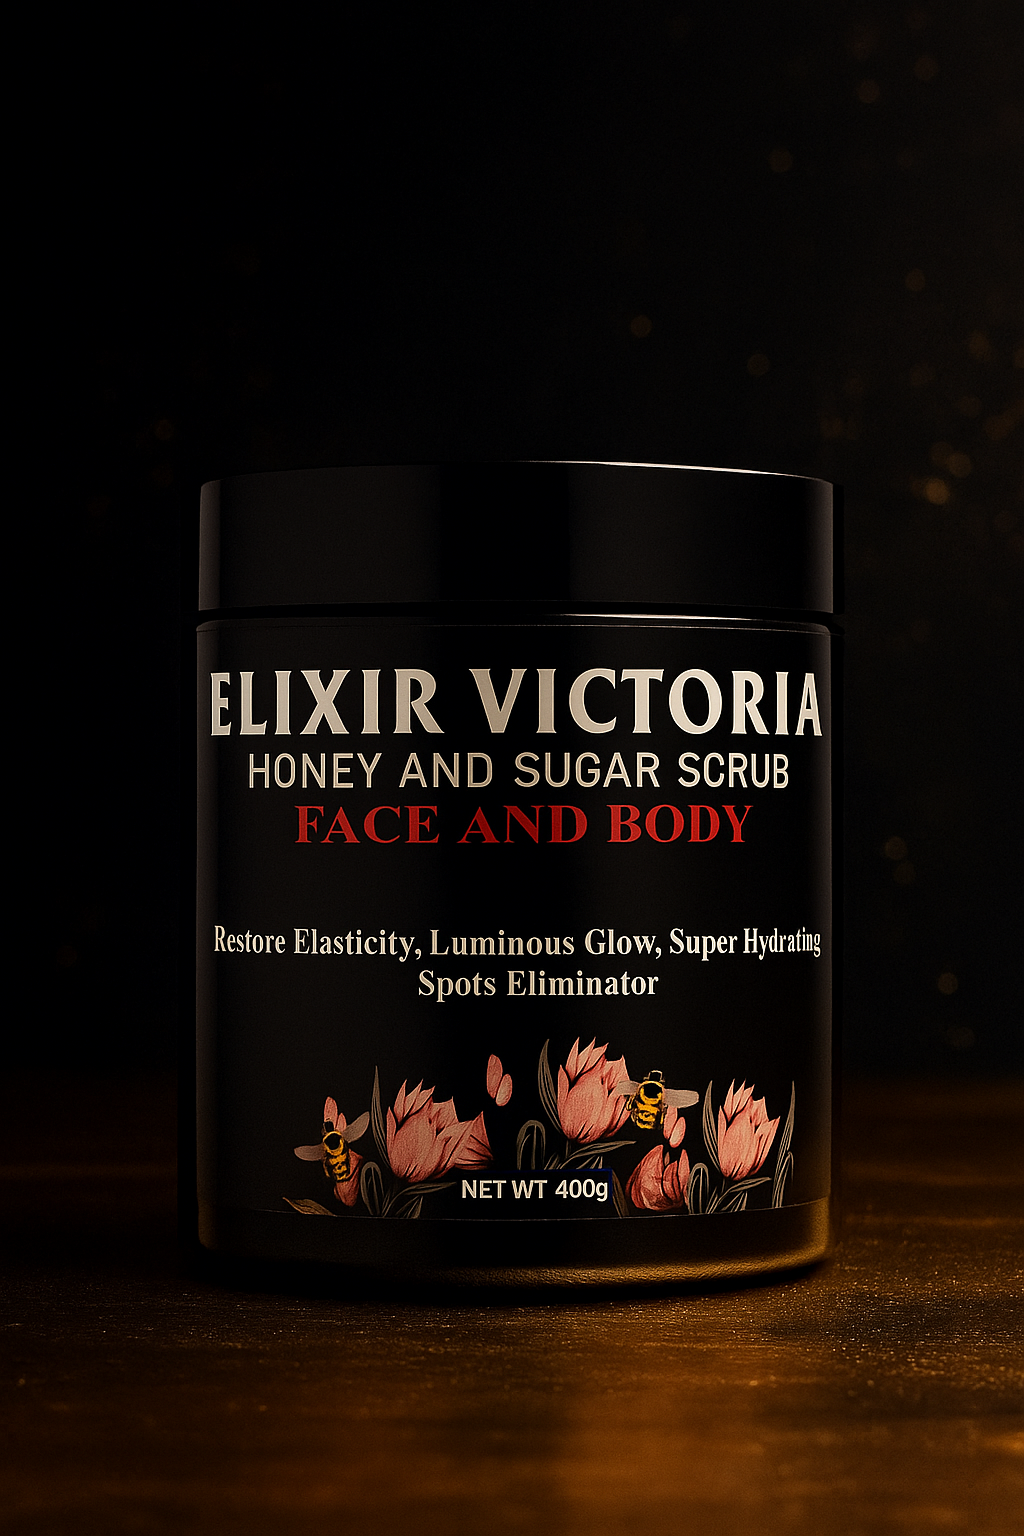 ELIXIR VICTORIA
HONEY AND SUGAR SCRUB
FACE AND BODY
Restore Elasticity, Luminous Glow, Super Hydrating
Spots Eliminator
NET WT 400g